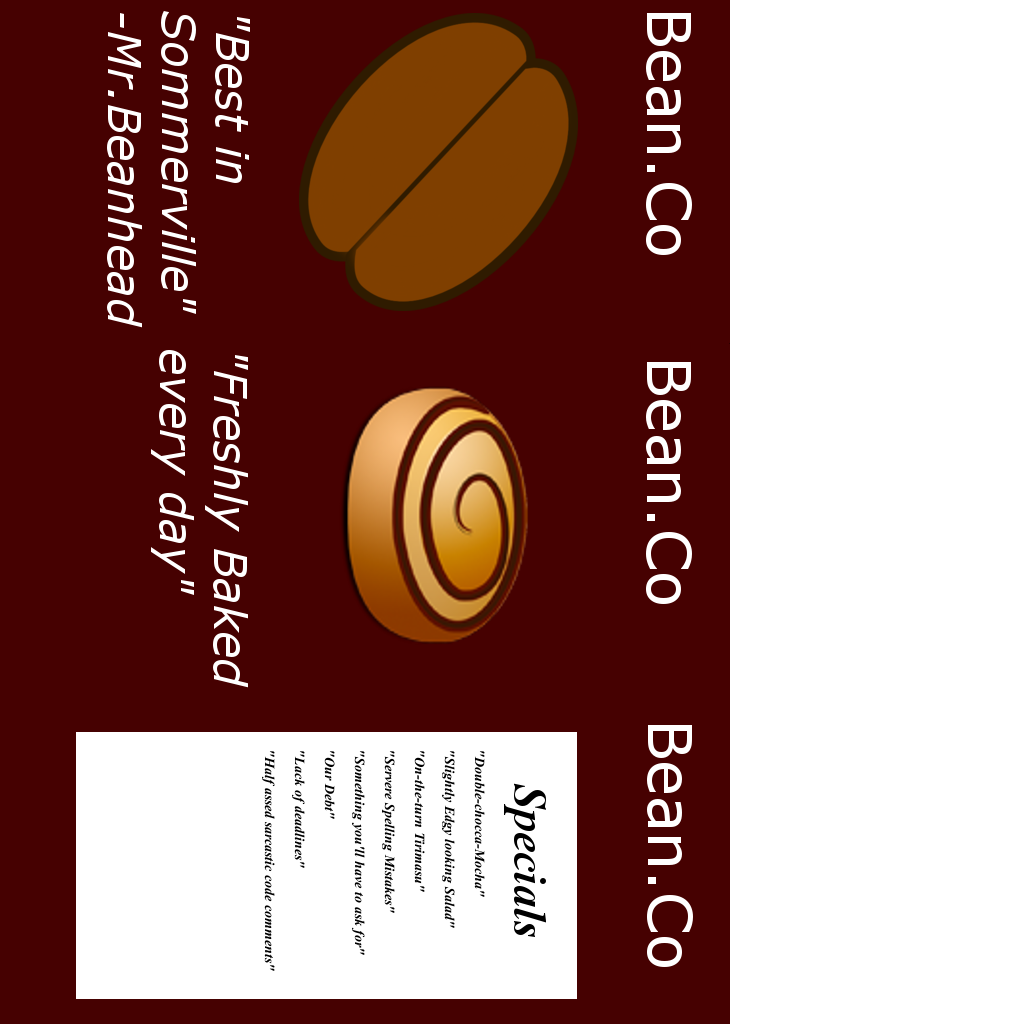 Bean.Co
"Best in
Sommerville"
-Mr.Beanhead
Bean.Co
"Freshly Baked
every day"
Bean.Co
Specials
"Double-chocca-Mocha"
"Slightly Edgy looking Salad"
"On-the-turn Tirimasu"
"Servere Spelling Mistakes"
"Something you'll have to ask for"
"Our Debt"
"Lack of deadlines"
"Half assed sarcastic code comments"